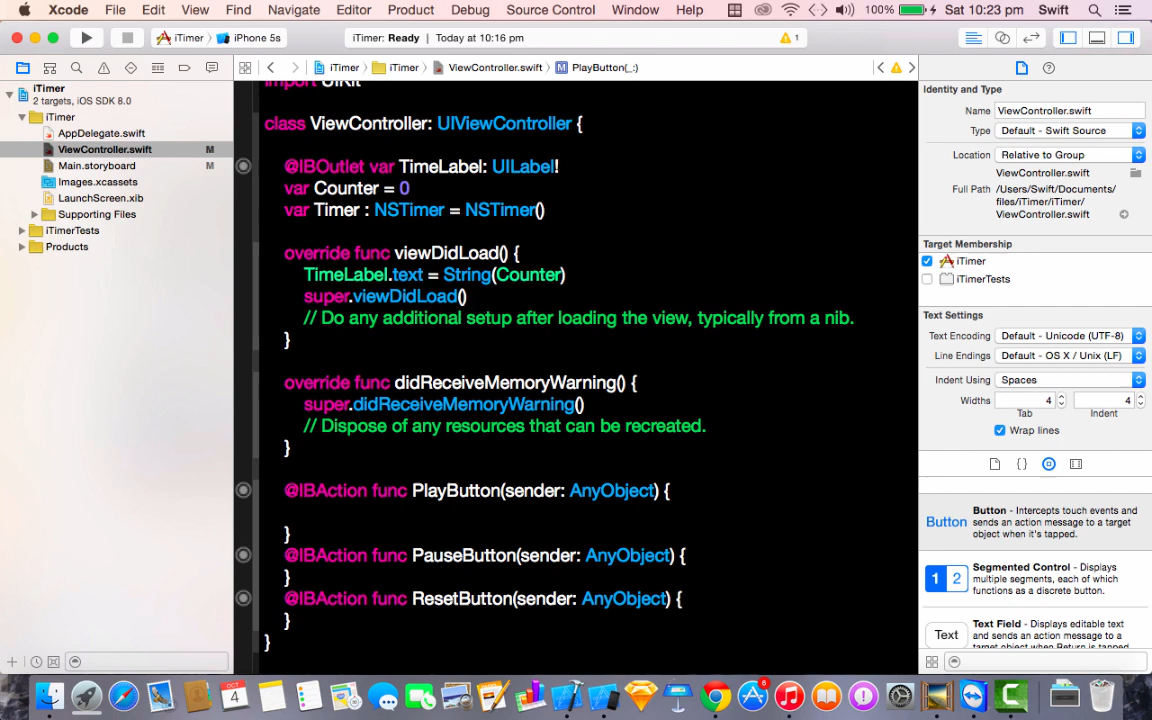 Xcode File Edit View Find Navigate Editor Product Debug Source Control Window Help 100% Sat 10:23 pm Swift
iTimer iPhone 5s iTimer: Ready | Today at 10:16 pm 1
iTimer iTimer ViewController.swift M PlayButton(_:)
iTimer
2 targets, iOS SDK 8.0
iTimer
AppDelegate.swift
ViewController.swift M
Main.storyboard M
Images.xcassets
LaunchScreen.xib
Supporting Files
iTimerTests
Products
import UIKit
class ViewController: UIViewController {
@IBOutlet var TimeLabel: UILabel!
var Counter = 0
var Timer : NSTimer = NSTimer()
override func viewDidLoad() {
TimeLabel.text = String(Counter)
super.viewDidLoad()
// Do any additional setup after loading the view, typically from a nib.
}
override func didReceiveMemoryWarning() {
super.didReceiveMemoryWarning()
// Dispose of any resources that can be recreated.
}
@IBAction func PlayButton(sender: AnyObject) {
}
@IBAction func PauseButton(sender: AnyObject) {
}
@IBAction func ResetButton(sender: AnyObject) {
}
}
Identity and Type
Name ViewController.swift
Type Default - Swift Source
Location Relative to Group
ViewController.swift
Full Path /Users/Swift/Documents/
files/iTimer/iTimer/
ViewController.swift
Target Membership
iTimer
iTimerTests
Text Settings
Text Encoding Default - Unicode (UTF-8)
Line Endings Default - OS X / Unix (LF)
Indent Using Spaces
Widths 4 4
Tab Indent
Wrap lines
{}
Button Button - Intercepts touch events and
sends an action message to a target
object when it's tapped.
1 2 Segmented Control - Displays
multiple segments, each of which
functions as a discrete button.
Text Text Field - Displays editable text
and sends an action message to a
target object when Return is tapped
OCT
4
6